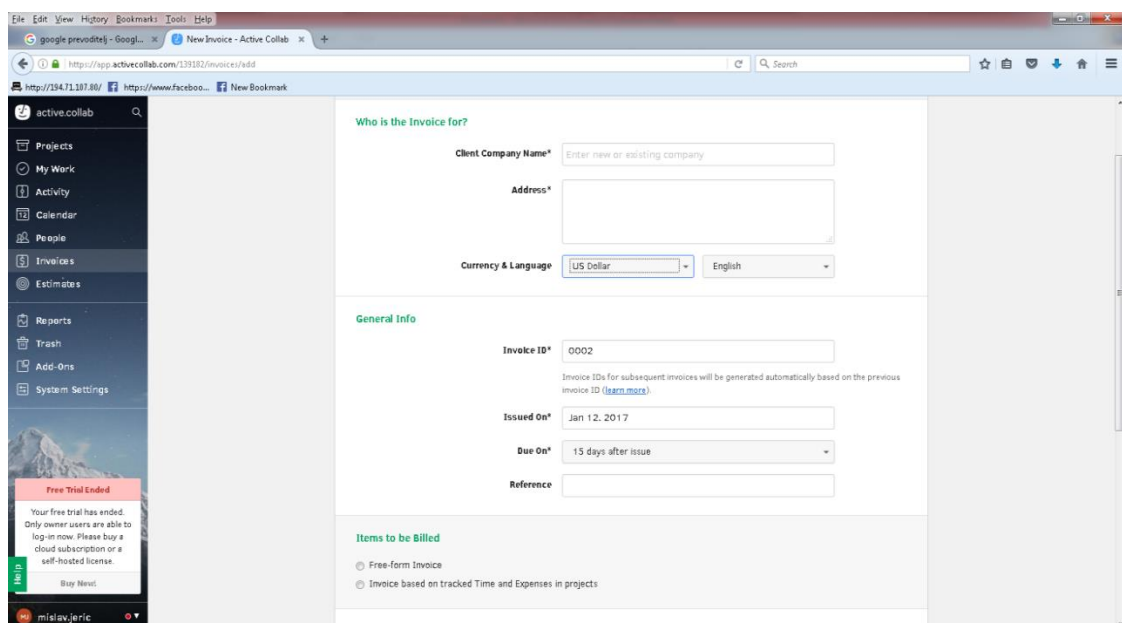 File Edit View History Bookmarks Tools Help
google prevoditelj - Googl...
New Invoice - Active Collab
https://app.activecollab.com/139182/invoices/add
Search
http://194.71.107.80/
https://www.faceboo...
New Bookmark
active.collab
Projects
My Work
Activity
12 Calendar
People
Invoices
Estimates
Reports
Trash
Add-Ons
System Settings
Free Trial Ended
Your free trial has ended.
Only owner users are able to
log-in now. Please buy a
cloud subscription or a
self-hosted license.
Buy Now!
Help
MJ mislav.jeric
Who is the Invoice for?
Client Company Name* Enter new or existing company
Address*
Currency & Language US Dollar English
General Info
Invoice ID* 0002
Invoice IDs for subsequent invoices will be generated automatically based on the previous
invoice ID (learn more).
Issued On* Jan 12, 2017
Due On* 15 days after issue
Reference
Items to be Billed
Free-form Invoice
Invoice based on tracked Time and Expenses in projects